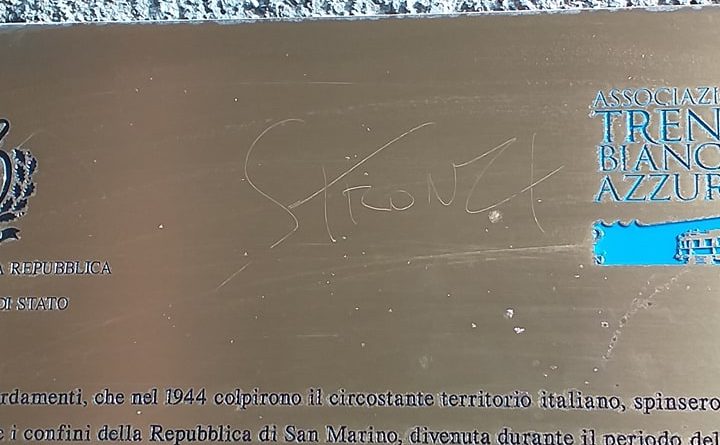 ASSOCIAZI
TREN
BIANC
AZZUR
STRONZI
A REPUBBLICA
DI STATO
rdamenti, che nel 1944 colpirono il circostante territorio italiano, spinsero
e i confini della Repubblica di San Marino, divenuta durante il periodo del